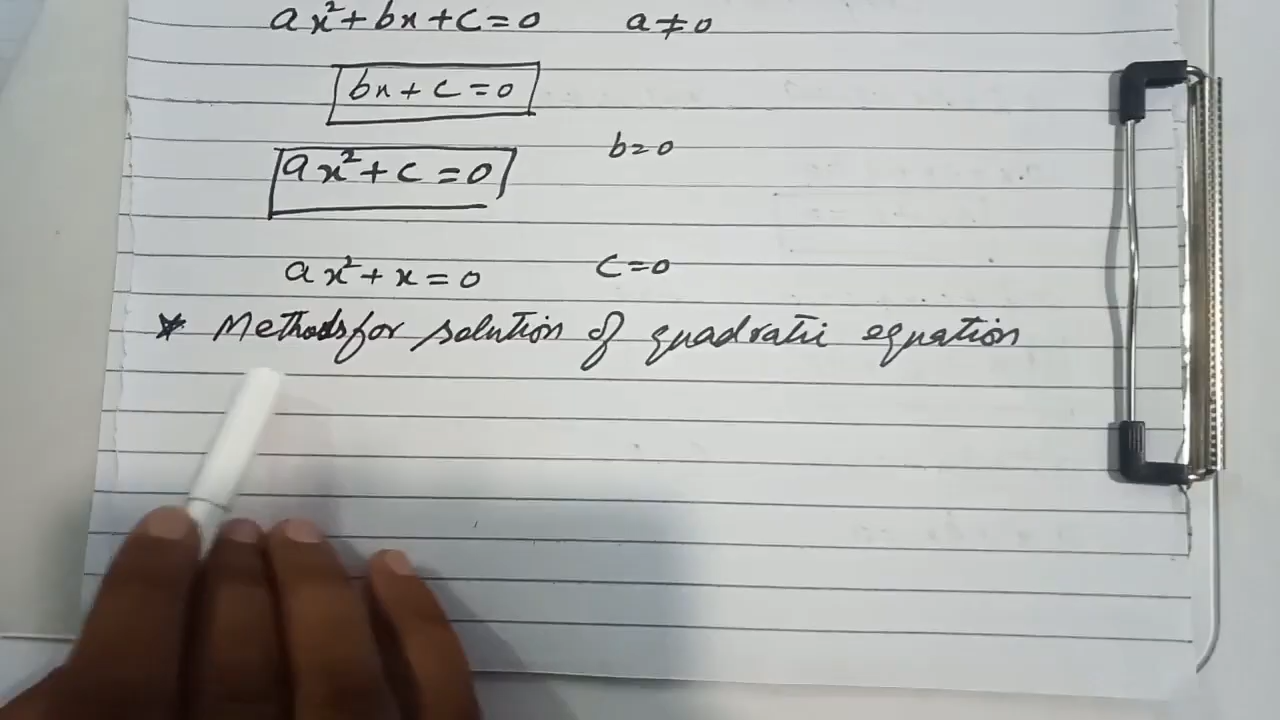 ax²+bx+c=0 a≠0
bx+c=0
ax²+c=0 b=0
ax²+x=0 c=0
* Methods for solution of quadratic equation